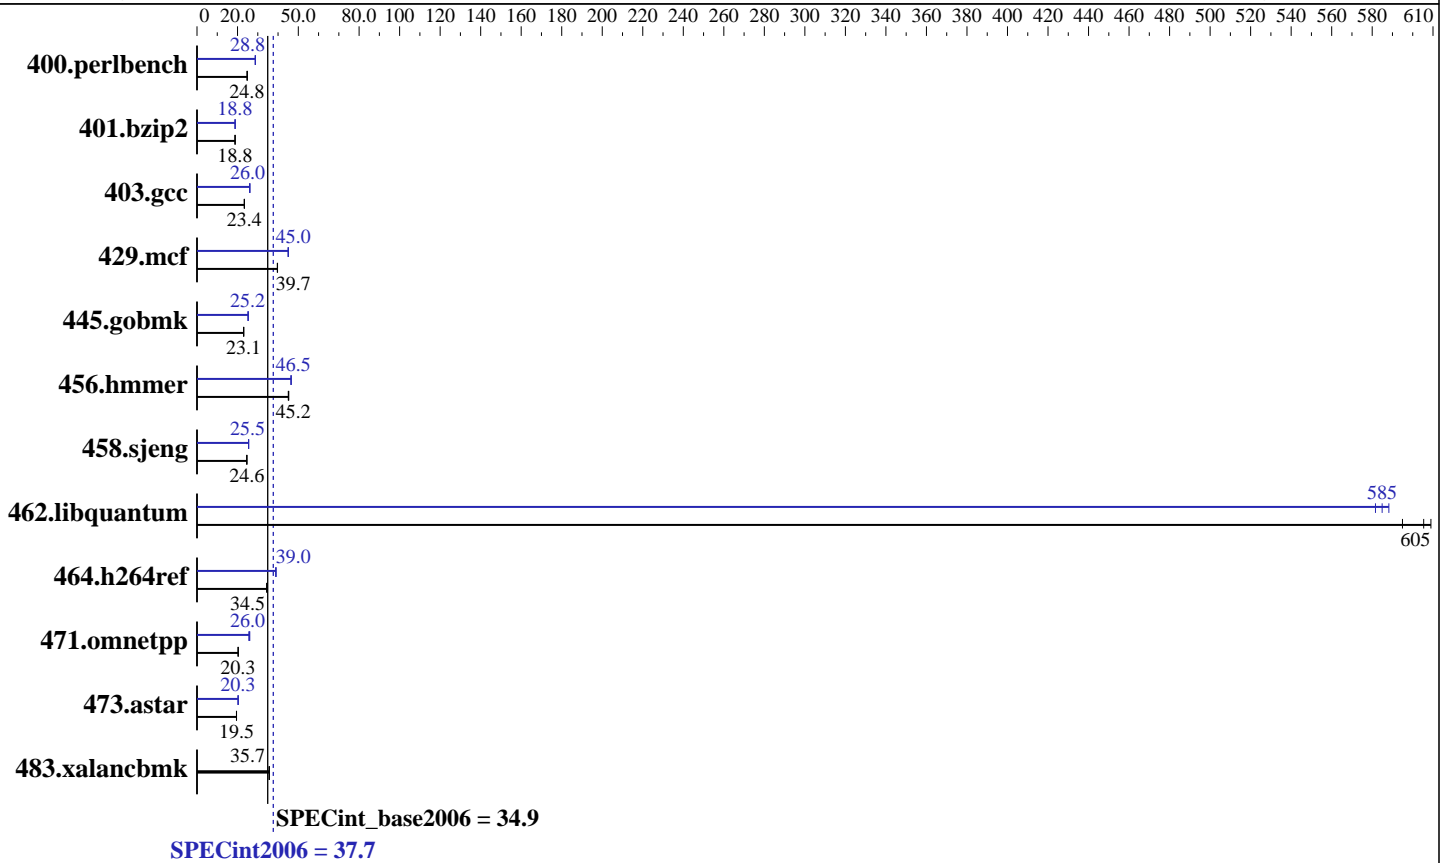 0 20.0 50.0 80.0 100 120 140 160 180 200 220 240 260 280 300 320 340 360 380 400 420 440 460 480 500 520 540 560 580 610
28.8
400.perlbench
24.8
18.8
401.bzip2
18.8
26.0
403.gcc
23.4
45.0
429.mcf
39.7
25.2
445.gobmk
23.1
46.5
456.hmmer
45.2
25.5
458.sjeng
24.6
585
462.libquantum
605
39.0
464.h264ref
34.5
26.0
471.omnetpp
20.3
20.3
473.astar
19.5
35.7
483.xalancbmk
SPECint_base2006 = 34.9
SPECint2006 = 37.7